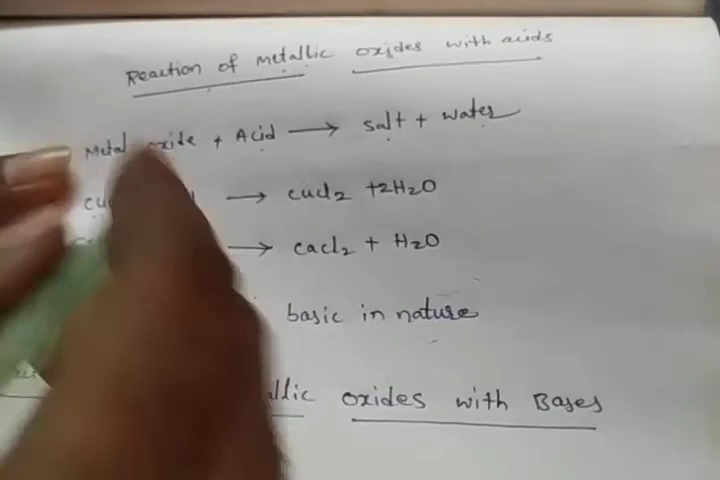 Reaction of metallic oxides with acids
Metal oxide + Acid → salt + water
→ cucl2 +2H2O
→ cacl2 + H2O
basic in nature
oxides with Bases